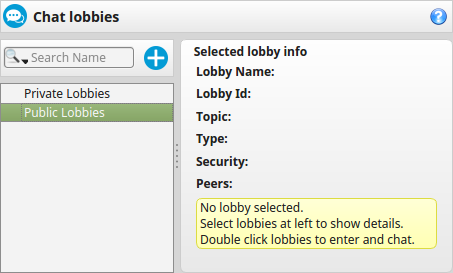 Chat lobbies
Search Name
Private Lobbies
Public Lobbies
Selected lobby info
Lobby Name:
Lobby Id:
Topic:
Type:
Security:
Peers:
No lobby selected.
Select lobbies at left to show details.
Double click lobbies to enter and chat.